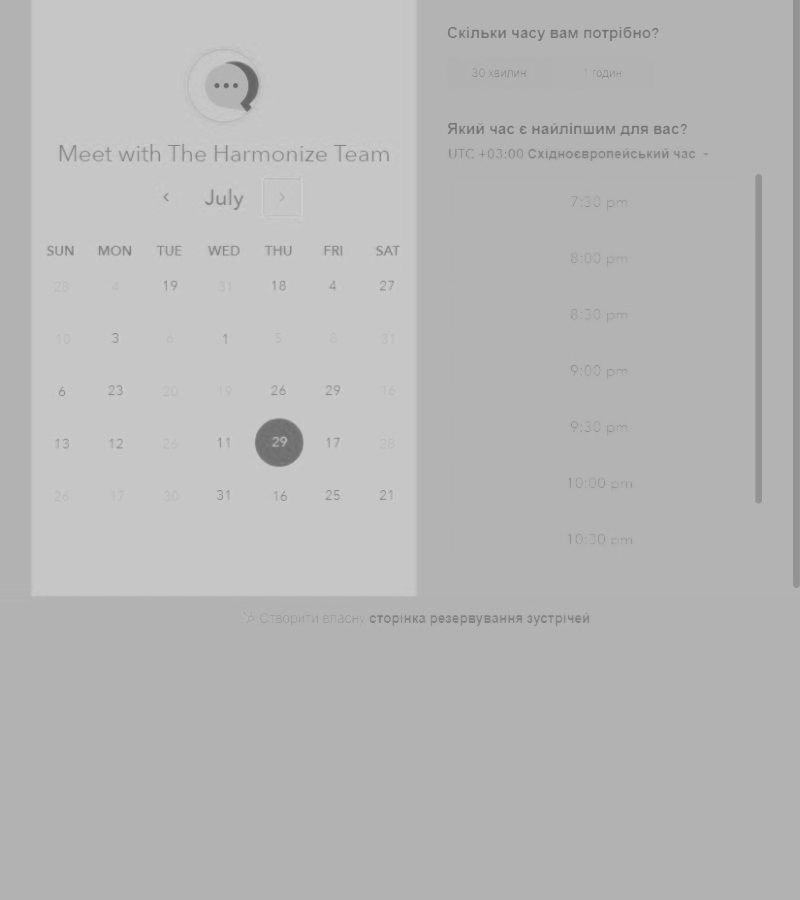 Meet with The Harmonize Team
July
SUN MON TUE WED THU FRI SAT
28 4 19 31 18 4 27
10 3 6 1 5 8 31
6 23 20 19 26 29 16
13 12 26 11 29 17 28
26 17 30 31 16 25 21
Скільки часу вам потрібно?
30 хвилин 1 годин
Який час є найліпшим для вас?
UTC +03:00 Східноєвропейський час
7:30 pm
8:00 pm
8:30 pm
9:00 pm
9:30 pm
10:00 pm
10:30 pm
Створити власну сторінка резервування зустрічей